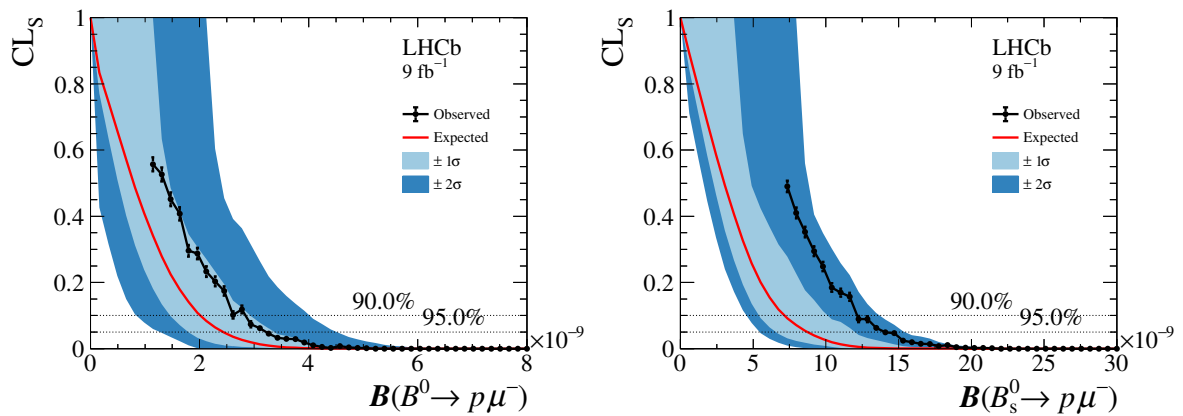 CL_S
1
0.8
0.6
0.4
0.2
0
LHCb
9 fb⁻¹
Observed
Expected
± 1σ
± 2σ
90.0%
95.0%
0 2 4 6 8
×10⁻⁹
B(B⁰→ pμ⁻)
CL_S
1
0.8
0.6
0.4
0.2
0
LHCb
9 fb⁻¹
Observed
Expected
± 1σ
± 2σ
90.0%
95.0%
0 5 10 15 20 25 30
×10⁻⁹
B(B_s⁰→ pμ⁻)